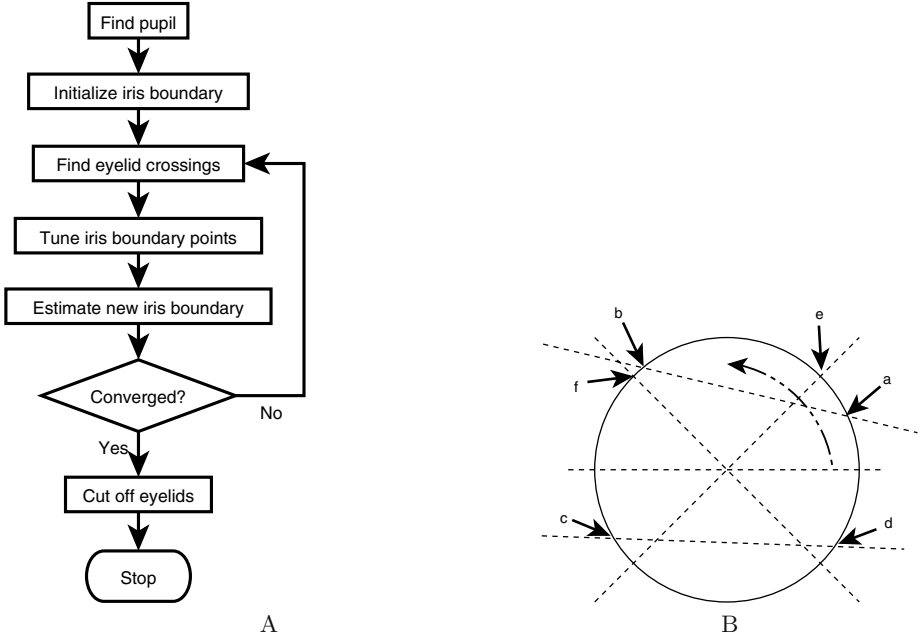 Find pupil
Initialize iris boundary
Find eyelid crossings
Tune iris boundary points
Estimate new iris boundary
Converged?
No
Yes
Cut off eyelids
Stop
A
b
e
f
a
c
d
B